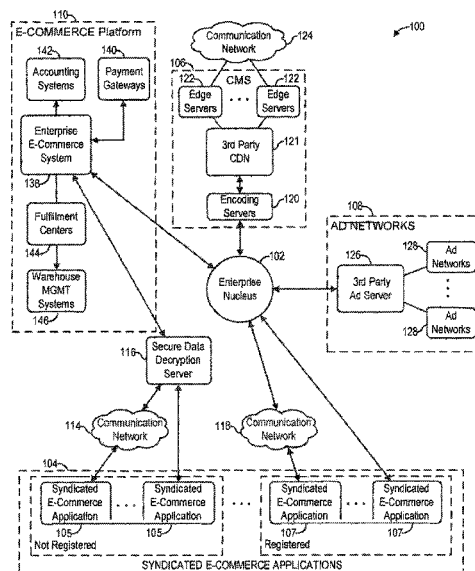 110
E-COMMERCE Platform
142
140
Accounting
Systems
Payment
Gateways
Enterprise
E-Commerce
System
138
Fulfillment
Centers
144
Warehouse
MGMT
Systems
146
Communication
Network
124
100
106
CMS
122
122
Edge
Servers
...
Edge
Servers
3rd Party
CDN
121
Encoding
Servers
120
102
Enterprise
Nucleus
108
AD NETWORKS
126
3rd Party
Ad Server
128
Ad
Networks
Ad
Networks
128
116
Secure Data
Decryption
Server
114
Communication
Network
118
Communication
Network
104
Syndicated
E-Commerce
Application
...
Syndicated
E-Commerce
Application
...
Syndicated
E-Commerce
Application
...
Syndicated
E-Commerce
Application
105
105
107
107
Not Registered
Registered
SYNDICATED E-COMMERCE APPLICATIONS